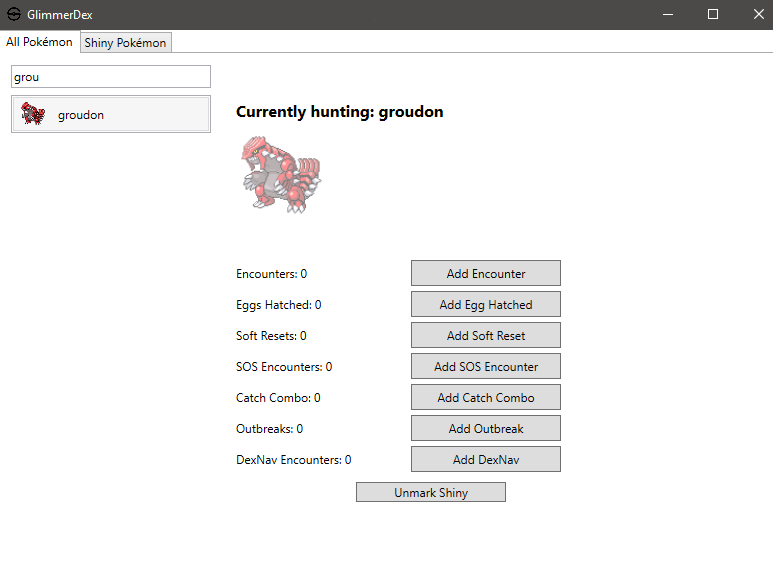 GlimmerDex
All Pokémon
Shiny Pokémon
grou
groudon
Currently hunting: groudon
Encounters: 0
Add Encounter
Eggs Hatched: 0
Add Egg Hatched
Soft Resets: 0
Add Soft Reset
SOS Encounters: 0
Add SOS Encounter
Catch Combo: 0
Add Catch Combo
Outbreaks: 0
Add Outbreak
DexNav Encounters: 0
Add DexNav
Unmark Shiny